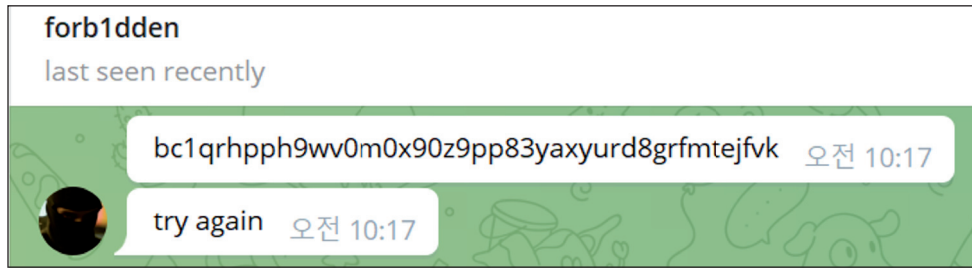 forb1dden
last seen recently
bc1qrhpph9wv0m0x90z9pp83yaxyurd8grfmtejfvk 오전 10:17
try again 오전 10:17